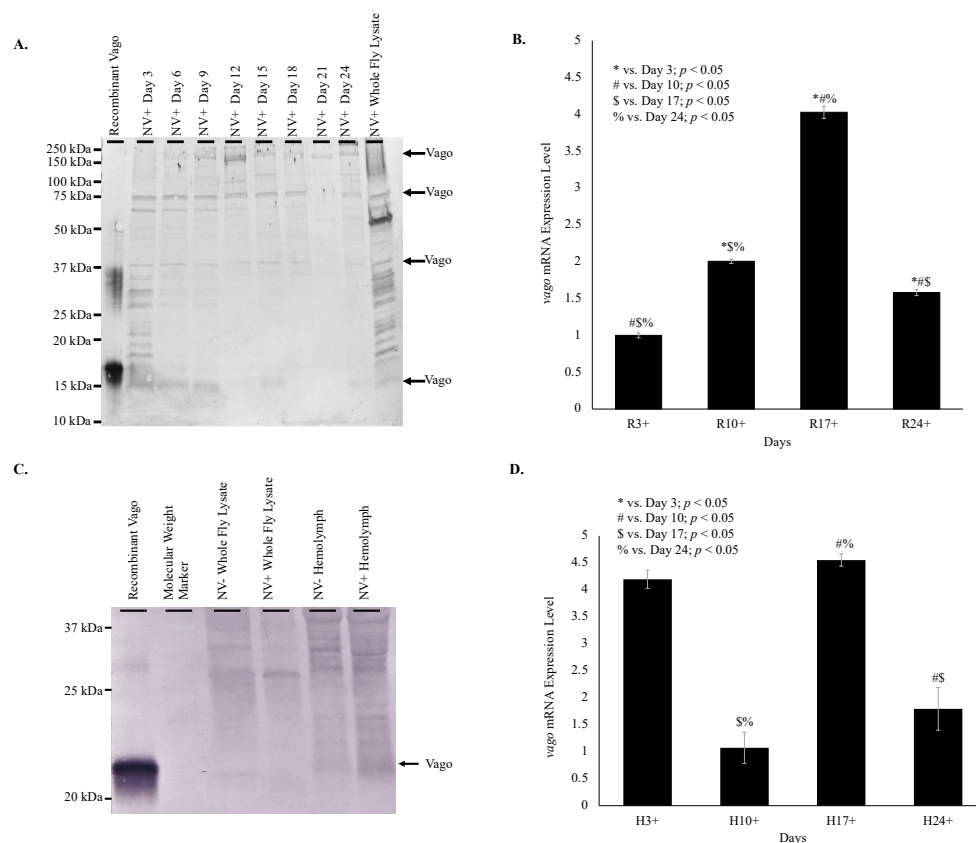 A.
Recombinant Vago
NV+ Day 3
NV+ Day 6
NV+ Day 9
NV+ Day 12
NV+ Day 15
NV+ Day 18
NV+ Day 21
NV+ Day 24
NV+ Whole Fly Lysate
250 kDa
150 kDa
100 kDa
75 kDa
50 kDa
37 kDa
25 kDa
20 kDa
15 kDa
10 kDa
Vago
Vago
Vago
Vago
B.
* vs. Day 3; p < 0.05
# vs. Day 10; p < 0.05
$ vs. Day 17; p < 0.05
% vs. Day 24; p < 0.05
vago mRNA Expression Level
5
4.5
4
3.5
3
2.5
2
1.5
1
0.5
0
#$%
*$%
*#%
*#$
R3+ R10+ R17+ R24+
Days
C.
Recombinant Vago
Molecular Weight
Marker
NV- Whole Fly Lysate
NV+ Whole Fly Lysate
NV- Hemolymph
NV+ Hemolymph
37 kDa
25 kDa
20 kDa
Vago
D.
* vs. Day 3; p < 0.05
# vs. Day 10; p < 0.05
$ vs. Day 17; p < 0.05
% vs. Day 24; p < 0.05
vago mRNA Expression Level
5
4.5
4
3.5
3
2.5
2
1.5
1
0.5
0
$%
#%
#$
H3+ H10+ H17+ H24+
Days